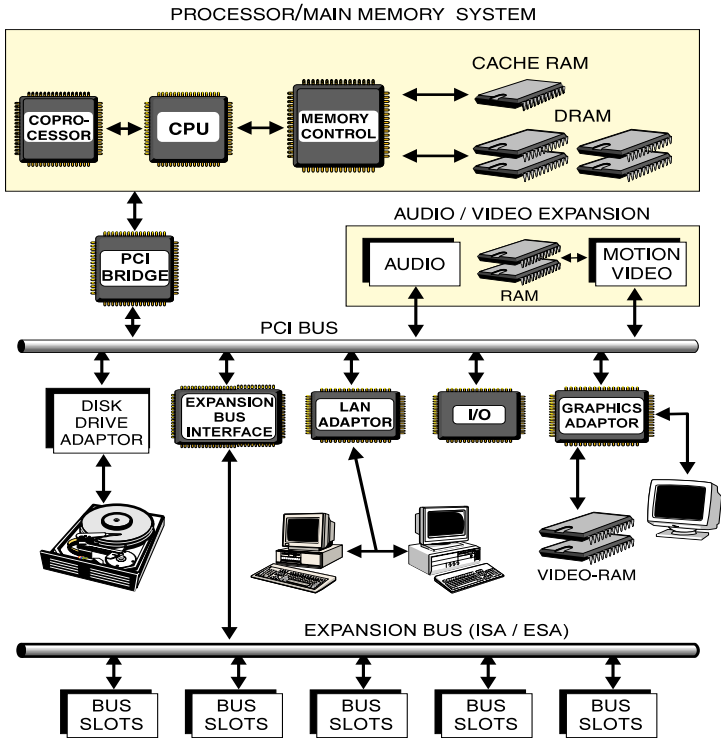 PROCESSOR/MAIN MEMORY SYSTEM
CACHE RAM
COPRO-
CESSOR
CPU
MEMORY
CONTROL
DRAM
PCI
BRIDGE
AUDIO / VIDEO EXPANSION
AUDIO
RAM
MOTION
VIDEO
PCI BUS
DISK
DRIVE
ADAPTOR
EXPANSION
BUS
INTERFACE
LAN
ADAPTOR
I/O
GRAPHICS
ADAPTOR
VIDEO-RAM
EXPANSION BUS (ISA / ESA)
BUS
SLOTS
BUS
SLOTS
BUS
SLOTS
BUS
SLOTS
BUS
SLOTS